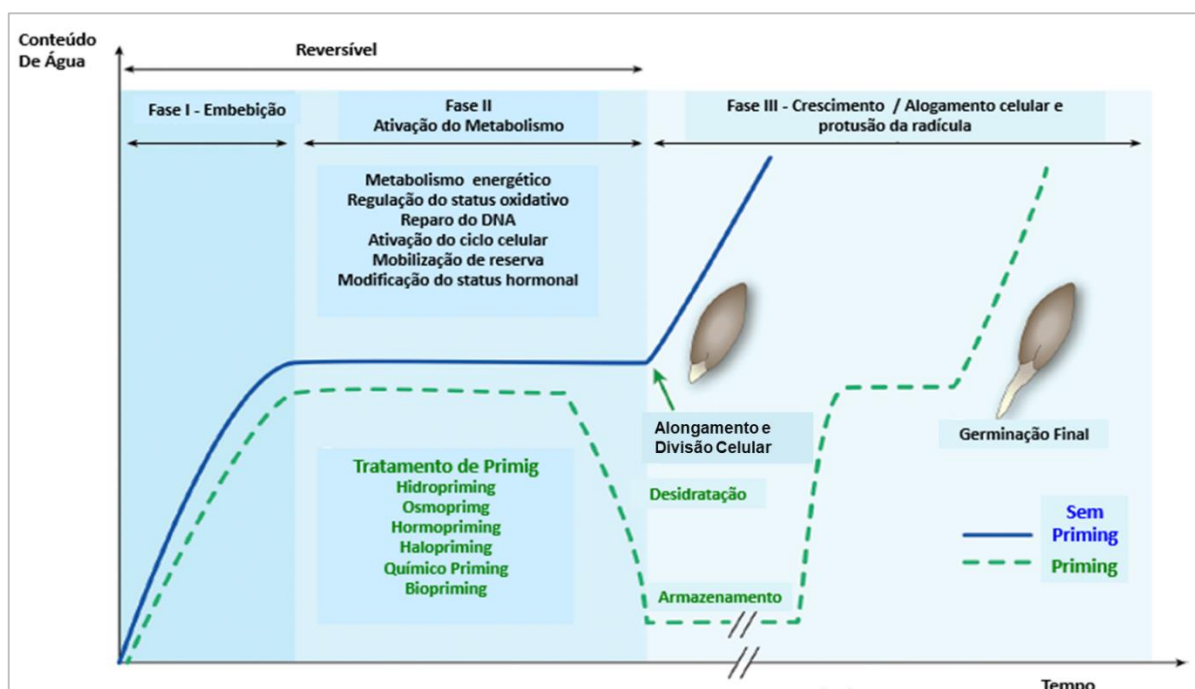 Conteúdo
De Água
Reversível
Fase I - Embebição
Fase II
Ativação do Metabolismo
Fase III - Crescimento / Alogamento celular e
protusão da radícula
Metabolismo energético
Regulação do status oxidativo
Reparo do DNA
Ativação do ciclo celular
Mobilização de reserva
Modificação do status hormonal
Alongamento e
Divisão Celular
Germinação Final
Tratamento de Primig
Hidropriming
Osmoprimg
Hormopriming
Halopriming
Químico Priming
Biopriming
Desidratação
Armazenamento
Sem
Priming
Priming
Tempo